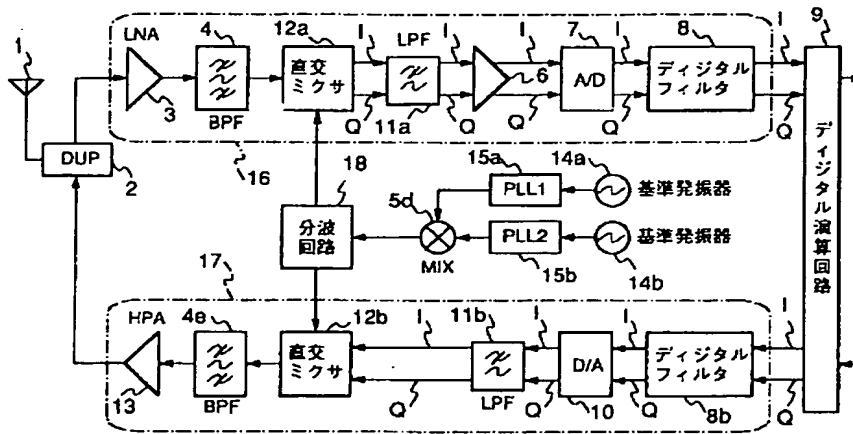 1
LNA
4
12a
I
LPF
I
I
7
I
8
I
9
直交
ミクサ
A/D
ディジタル
フィルタ
3
BPF
Q
11a
Q
6
Q
Q
Q
DUP
2
16
18
15a
14a
5d
PLL1
基準発振器
分波
回路
PLL2
基準発振器
MIX
15b
14b
ディジタル演算回路
17
HPA
4e
12b
I
11b
I
I
I
直交
ミクサ
D/A
ディジタル
フィルタ
13
BPF
Q
LPF
Q
10
Q
8b
Q